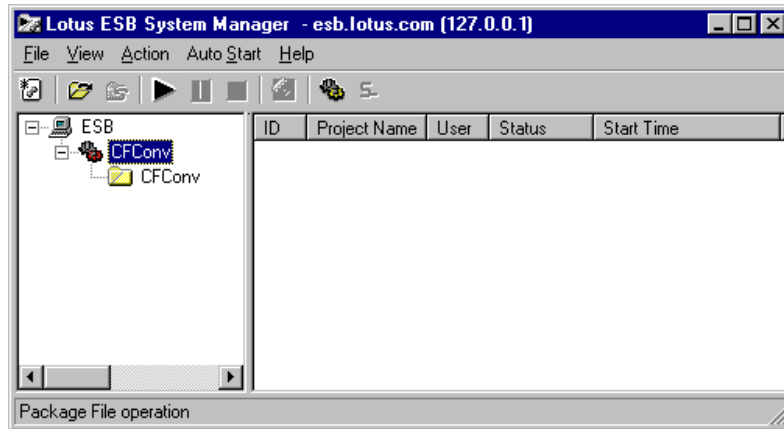 Lotus ESB System Manager - esb.lotus.com (127.0.0.1)
File View Action Auto Start Help
ESB
CFConv
CFConv
ID Project Name User Status Start Time
Package File operation